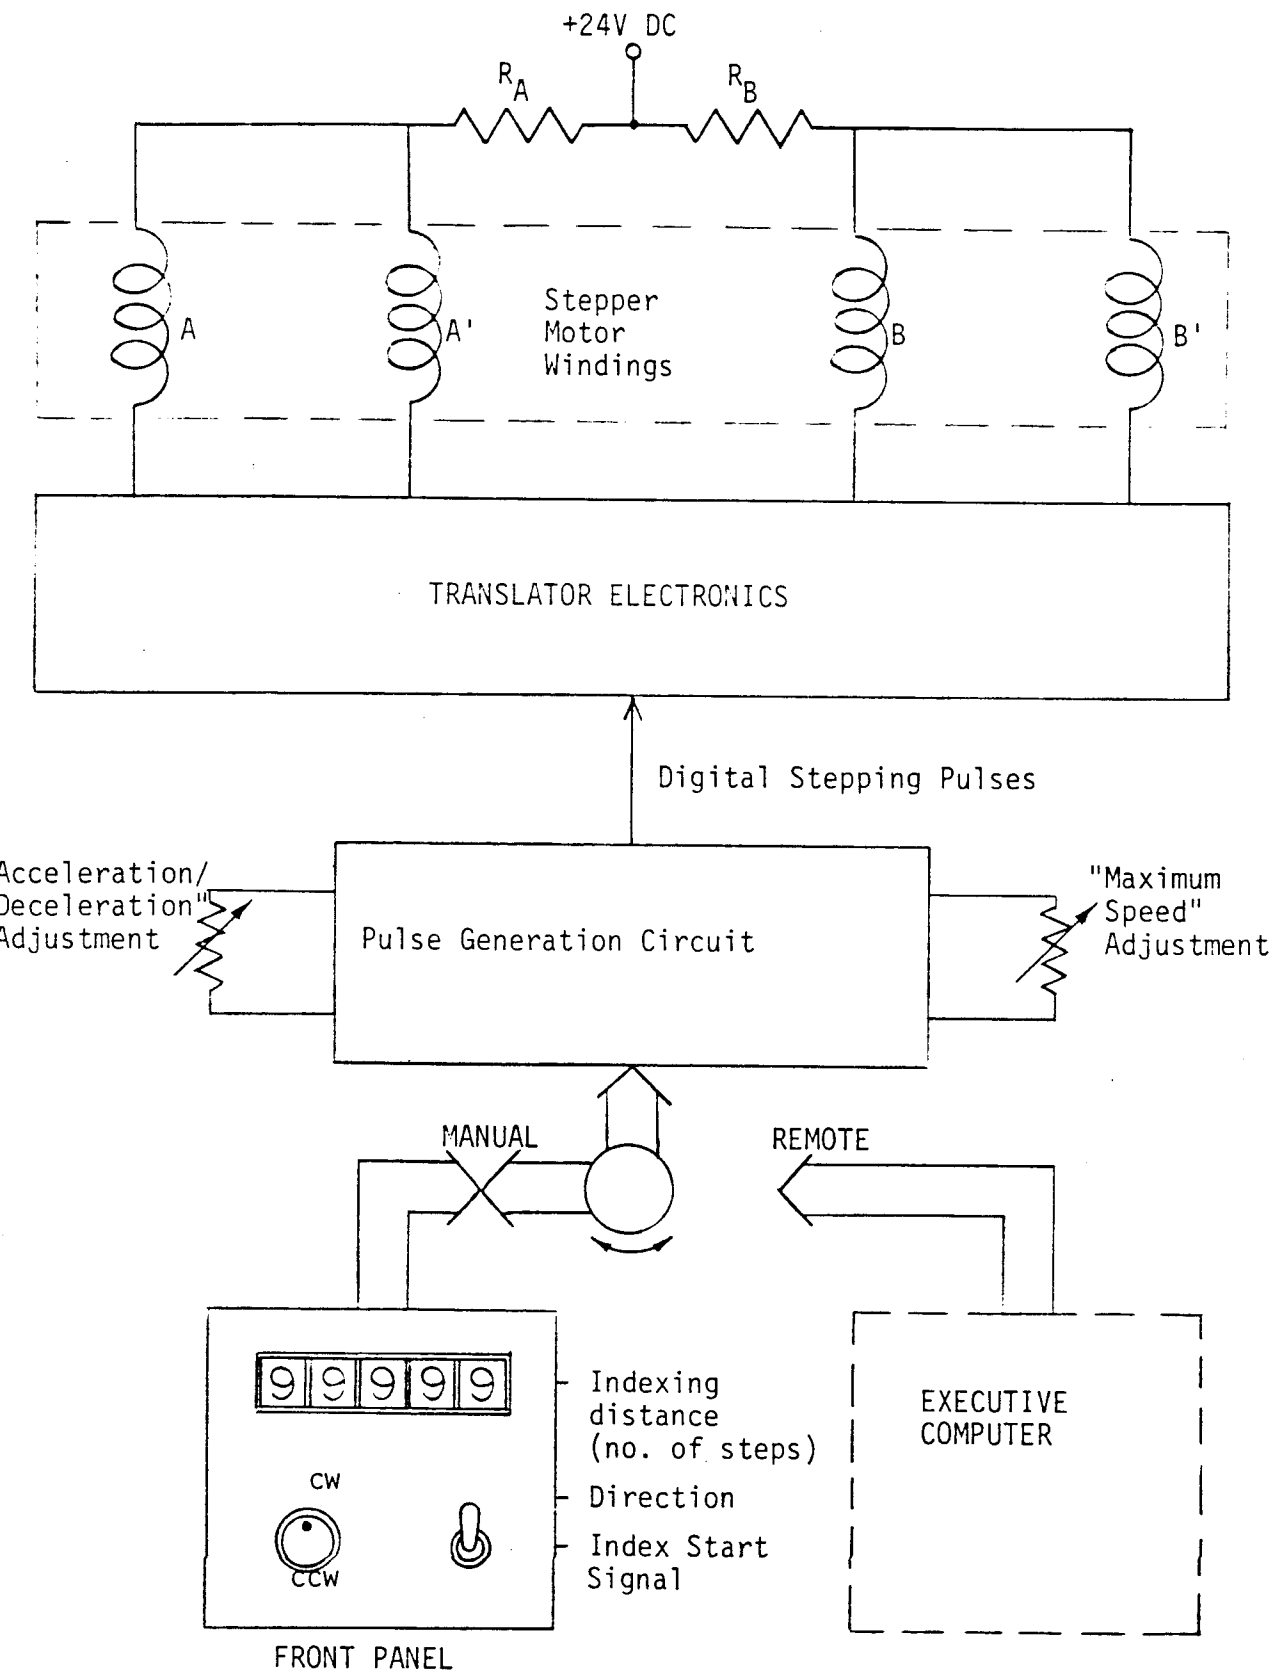 +24V DC
R_A
R_B
A
A'
Stepper
Motor
Windings
B
B'
TRANSLATOR ELECTRONICS
Digital Stepping Pulses
Acceleration/
Deceleration"
Adjustment
Pulse Generation Circuit
"Maximum
Speed"
Adjustment
MANUAL
REMOTE
9 9 9 9 9
Indexing
distance
(no. of steps)
CW
Direction
CCW
Index Start
Signal
FRONT PANEL
EXECUTIVE
COMPUTER